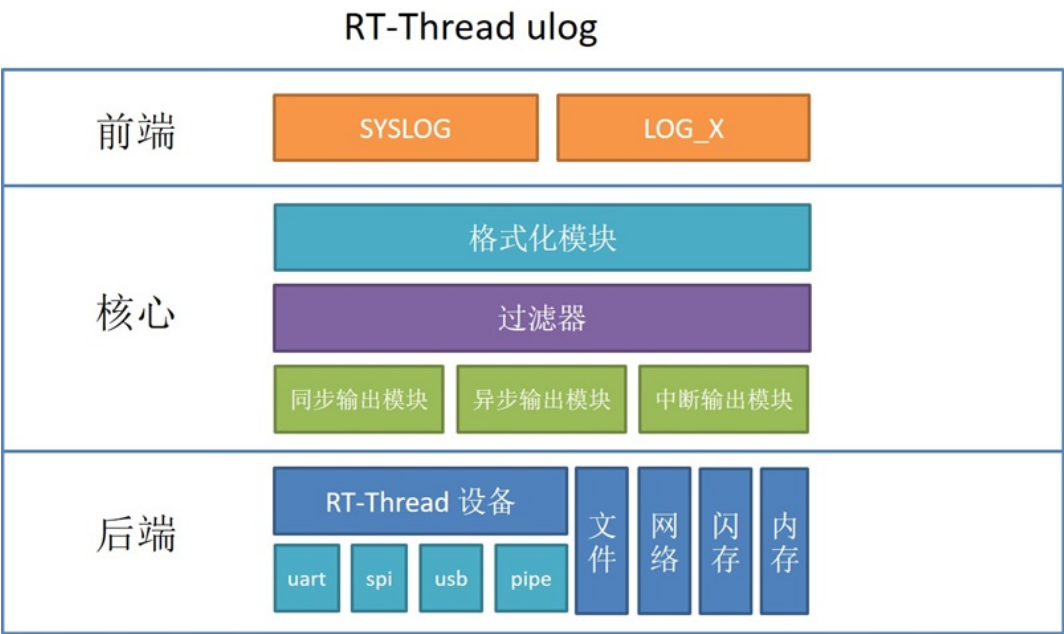 RT-Thread ulog
前端
SYSLOG
LOG_X
核心
格式化模块
过滤器
同步输出模块
异步输出模块
中断输出模块
后端
RT-Thread 设备
uart
spi
usb
pipe
文件
网络
闪存
内存